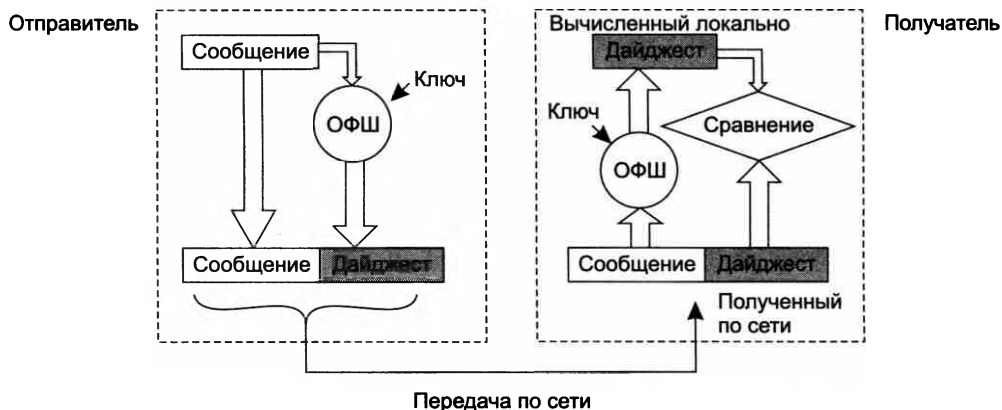 Отправитель
Сообщение
Ключ
ОФШ
Сообщение Дайджест
Вычисленный локально
Дайджест
Получатель
Ключ
ОФШ
Сравнение
Сообщение Дайджест
Полученный
по сети
Передача по сети